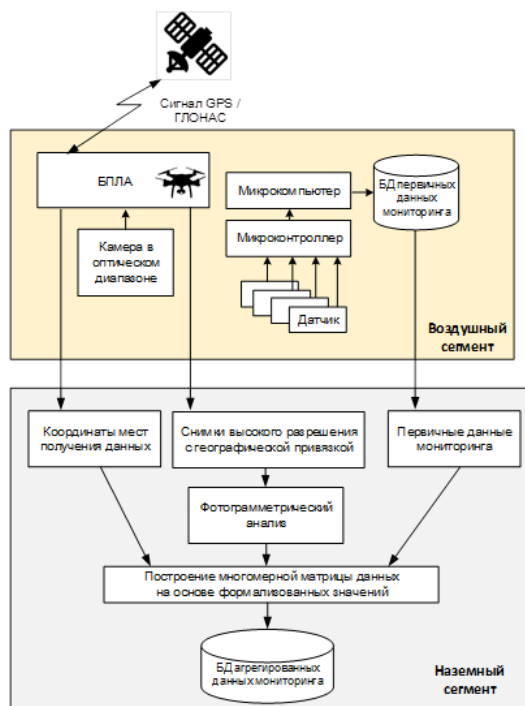 Сигнал GPS /
ГЛОНАС
БПЛА
Камера в
оптическом
диапазоне
Микрокомпьютер
Микроконтроллер
Датчик
БД первичных
данных
мониторинга
Воздушный
сегмент
Координаты мест
получения данных
Снимки высокого разрешения
с географической привязкой
Первичные данные
мониторинга
Фотограмметрический
анализ
Построение многомерной матрицы данных
на основе формализованных значений
БД агрегированных
данных мониторинга
Наземный
сегмент